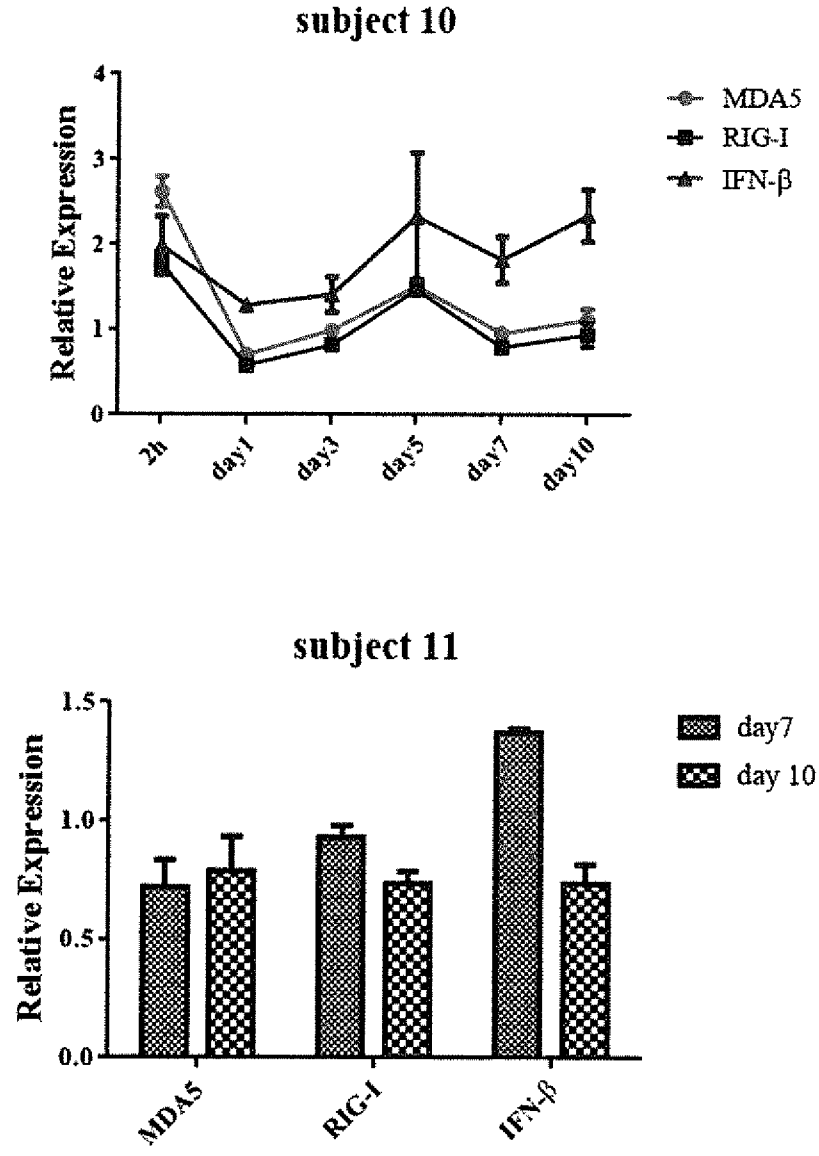 subject 10
Relative Expression
4
3
2
1
0
2h
day1
day3
day5
day7
day10
MDA5
RIG-I
IFN-β
subject 11
Relative Expression
1.5
1.0
0.5
0.0
MDA5
RIG-I
IFN-β
day7
day 10